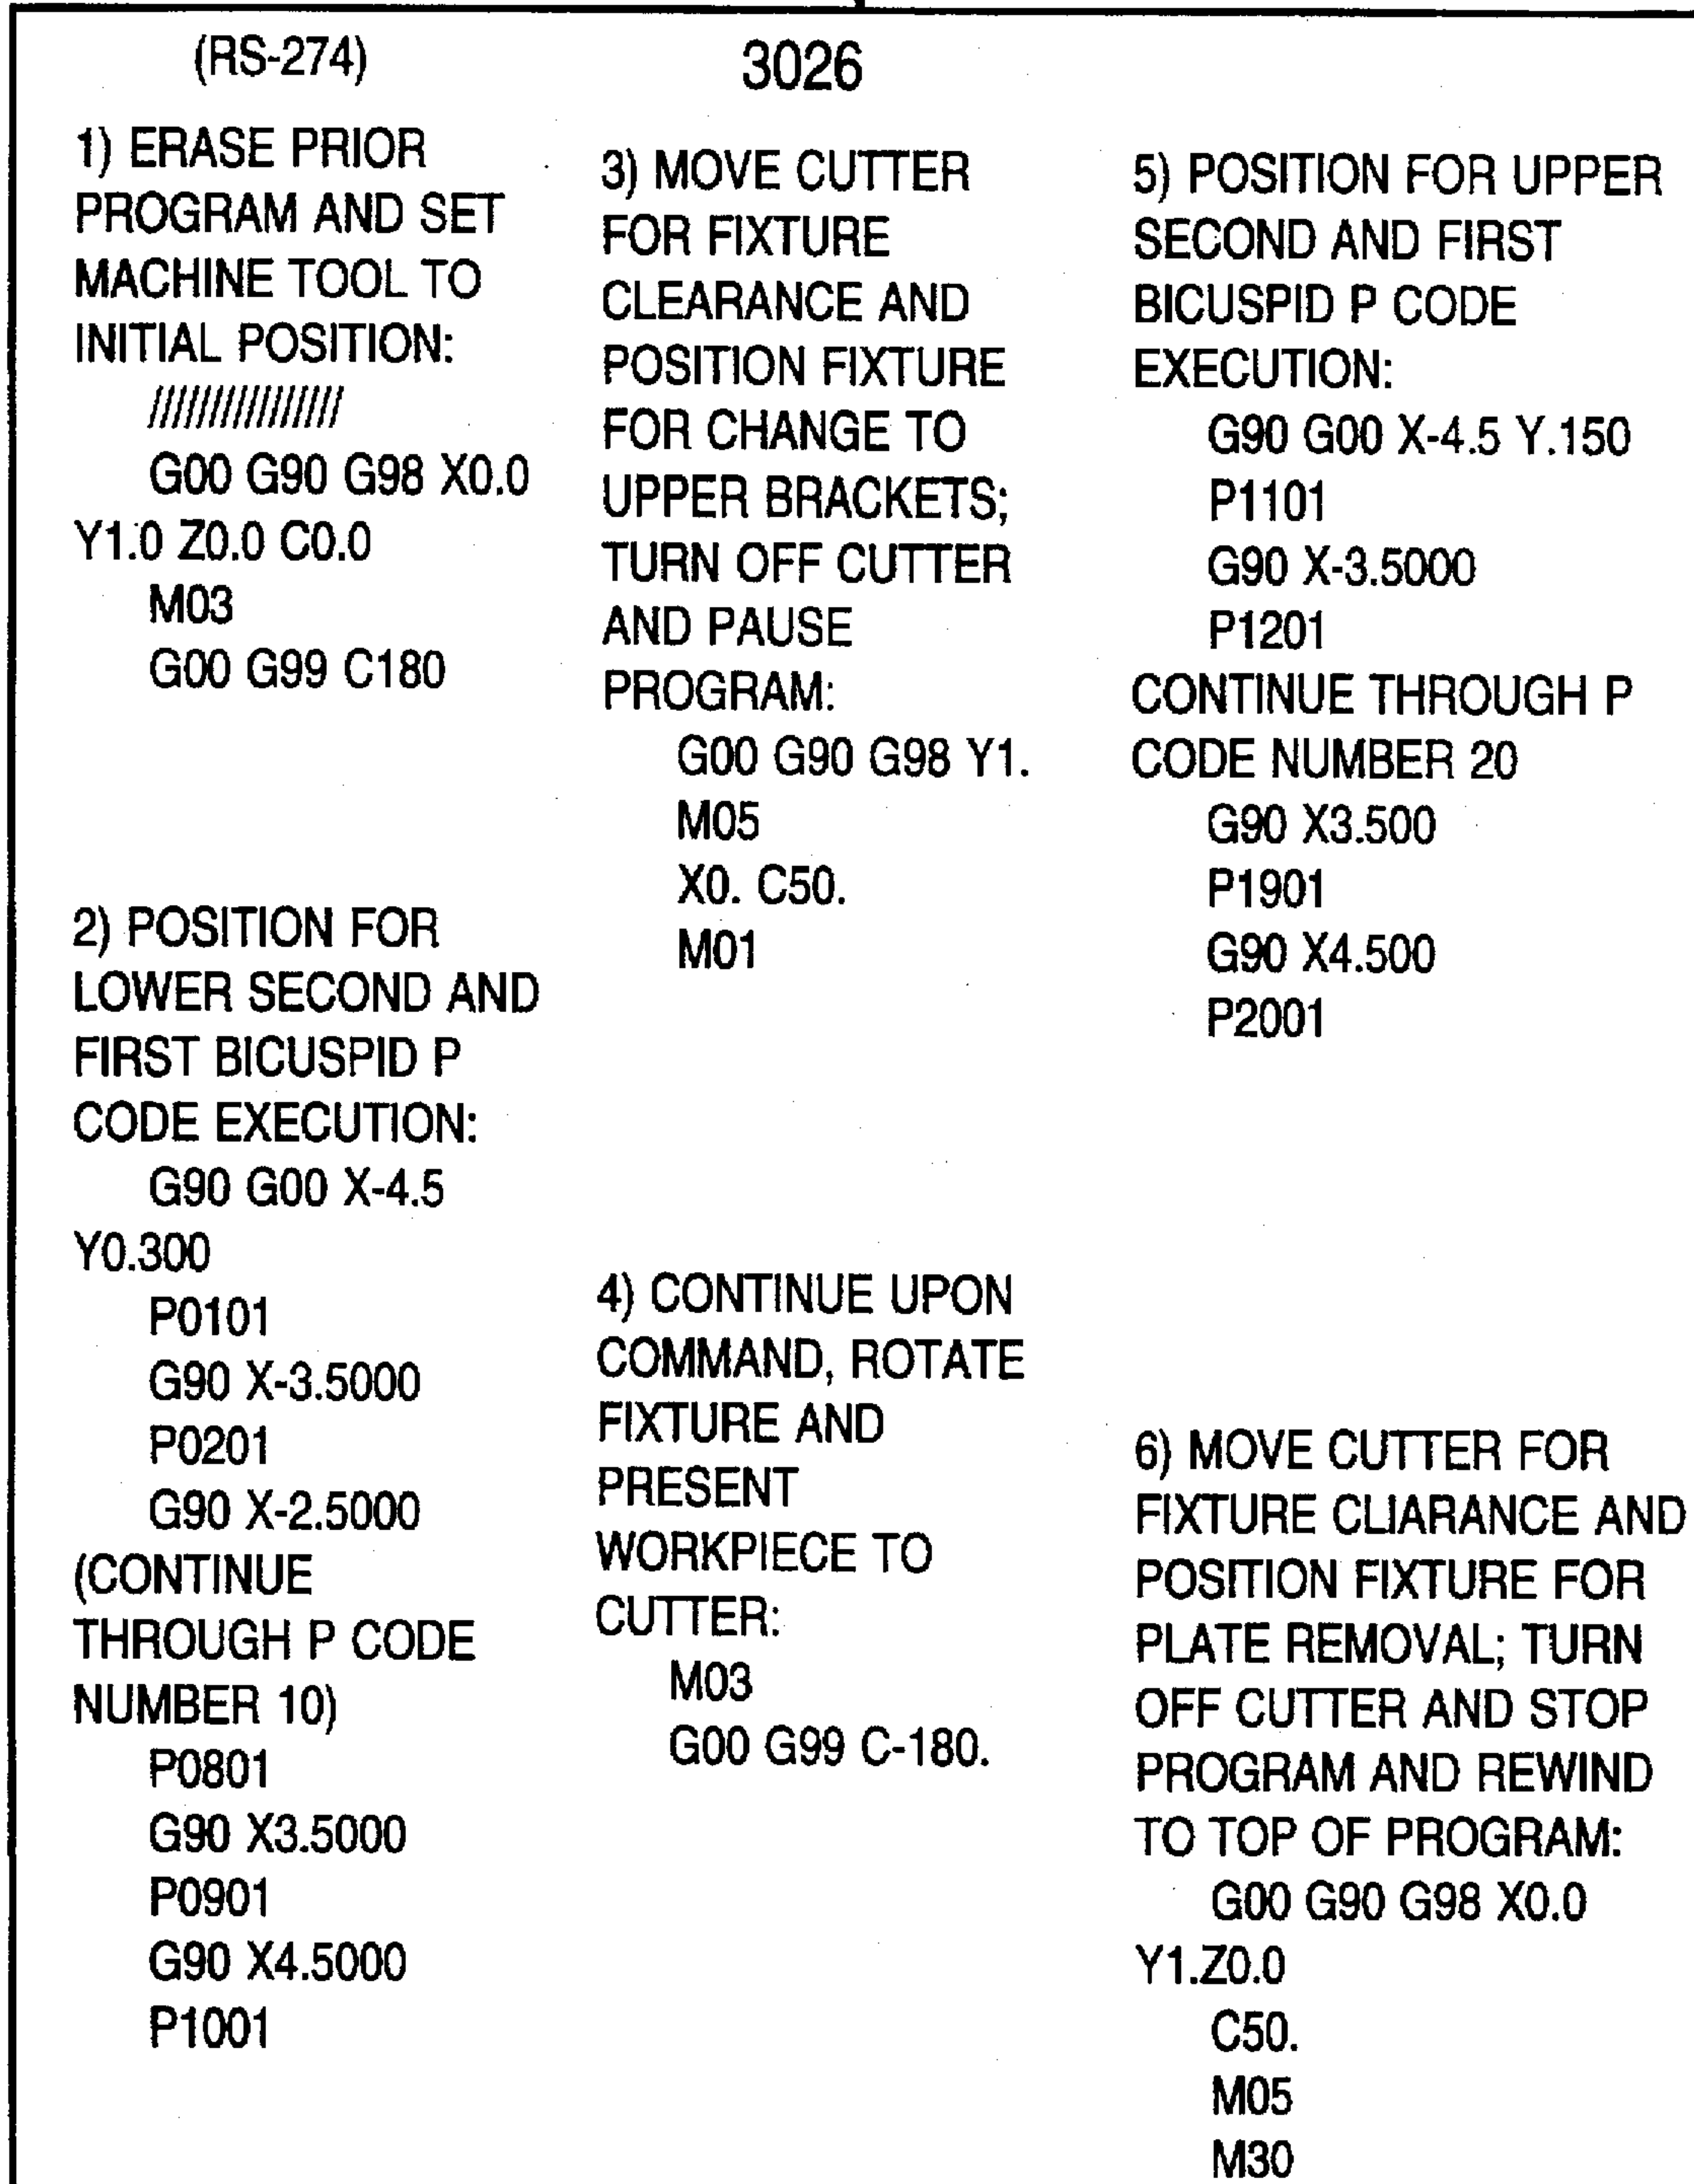 (RS-274)
3026
1) ERASE PRIOR
PROGRAM AND SET
MACHINE TOOL TO
INITIAL POSITION:
////////////////
G00 G90 G98 X0.0
Y1.0 Z0.0 C0.0
M03
G00 G99 C180
2) POSITION FOR
LOWER SECOND AND
FIRST BICUSPID P
CODE EXECUTION:
G90 G00 X-4.5
Y0.300
P0101
G90 X-3.5000
P0201
G90 X-2.5000
(CONTINUE
THROUGH P CODE
NUMBER 10)
P0801
G90 X3.5000
P0901
G90 X4.5000
P1001
3) MOVE CUTTER
FOR FIXTURE
CLEARANCE AND
POSITION FIXTURE
FOR CHANGE TO
UPPER BRACKETS;
TURN OFF CUTTER
AND PAUSE
PROGRAM:
G00 G90 G98 Y1.
M05
X0. C50.
M01
4) CONTINUE UPON
COMMAND, ROTATE
FIXTURE AND
PRESENT
WORKPIECE TO
CUTTER:
M03
G00 G99 C-180.
5) POSITION FOR UPPER
SECOND AND FIRST
BICUSPID P CODE
EXECUTION:
G90 G00 X-4.5 Y.150
P1101
G90 X-3.5000
P1201
CONTINUE THROUGH P
CODE NUMBER 20
G90 X3.500
P1901
G90 X4.500
P2001
6) MOVE CUTTER FOR
FIXTURE CLIARANCE AND
POSITION FIXTURE FOR
PLATE REMOVAL; TURN
OFF CUTTER AND STOP
PROGRAM AND REWIND
TO TOP OF PROGRAM:
G00 G90 G98 X0.0
Y1.Z0.0
C50.
M05
M30